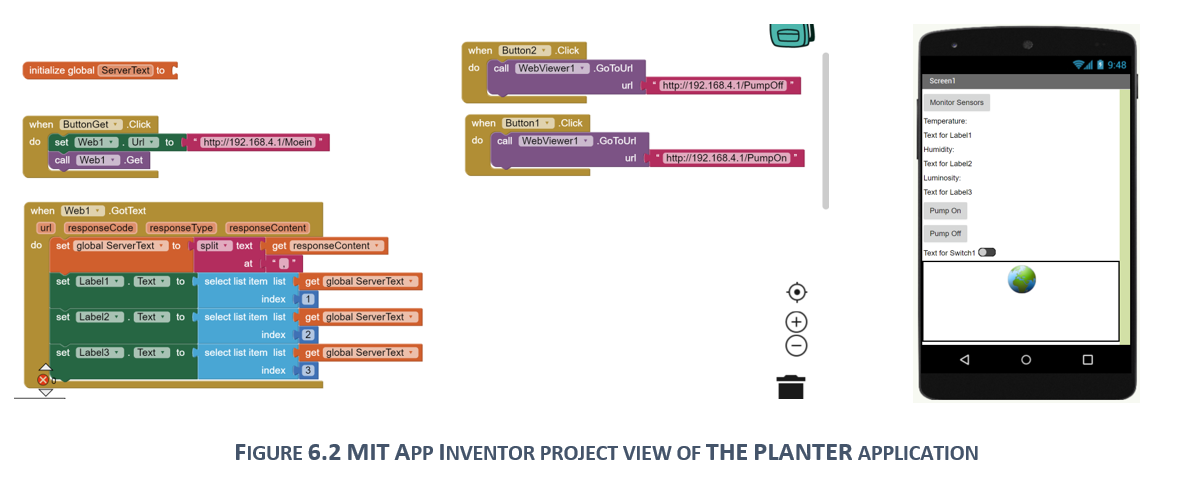 initialize global ServerText to
when ButtonGet .Click
do set Web1 . Url to " http://192.168.4.1/Moein "
call Web1 .Get
when Web1 .GotText
url responseCode responseType responseContent
do set global ServerText to split text get responseContent
at " , "
set Label1 . Text to select list item list get global ServerText
index 1
set Label2 . Text to select list item list get global ServerText
index 2
set Label3 . Text to select list item list get global ServerText
index 3
when Button2 .Click
do call WebViewer1 .GoToUrl
url " http://192.168.4.1/PumpOff "
when Button1 .Click
do call WebViewer1 .GoToUrl
url " http://192.168.4.1/PumpOn "
9:48
Screen1
Monitor Sensors
Temperature:
Text for Label1
Humidity:
Text for Label2
Luminosity:
Text for Label3
Pump On
Pump Off
Text for Switch1
FIGURE 6.2 MIT APP INVENTOR PROJECT VIEW OF THE PLANTER APPLICATION